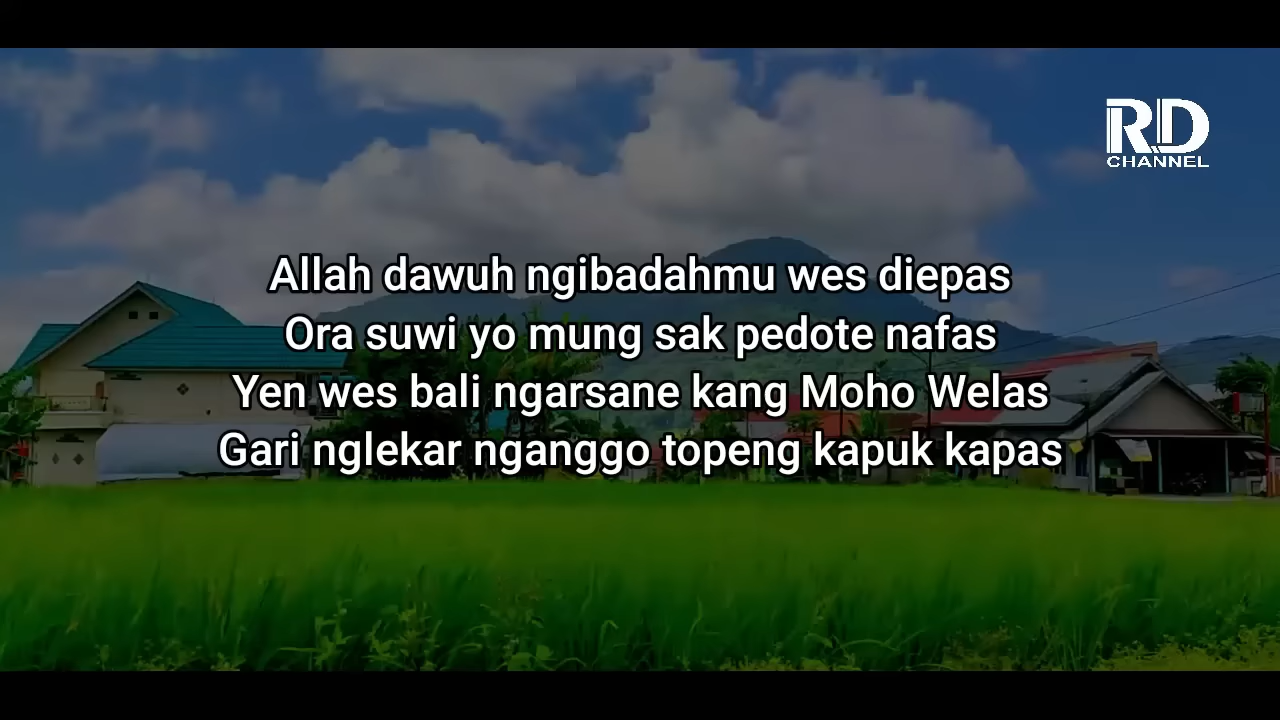 RD
CHANNEL
Allah dawuh ngibadahmu wes diepas
Ora suwi yo mung sak pedote nafas
Yen wes bali ngarsane kang Moho Welas
Gari nglekar nganggo topeng kapuk kapas